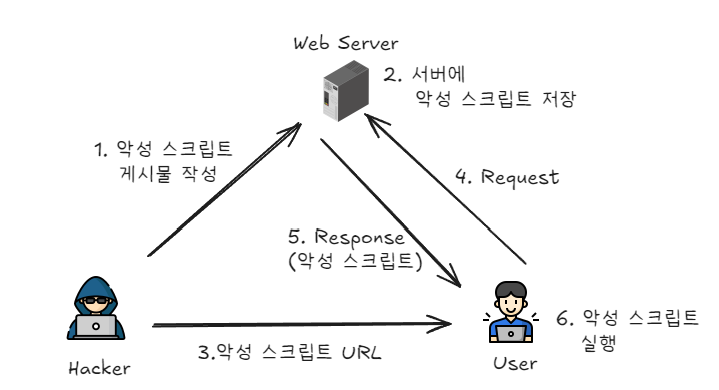 Web Server
2. 서버에
악성 스크립트 저장
1. 악성 스크립트
게시물 작성
4. Request
5. Response
(악성 스크립트)
6. 악성 스크립트
실행
3.악성 스크립트 URL
Hacker
User